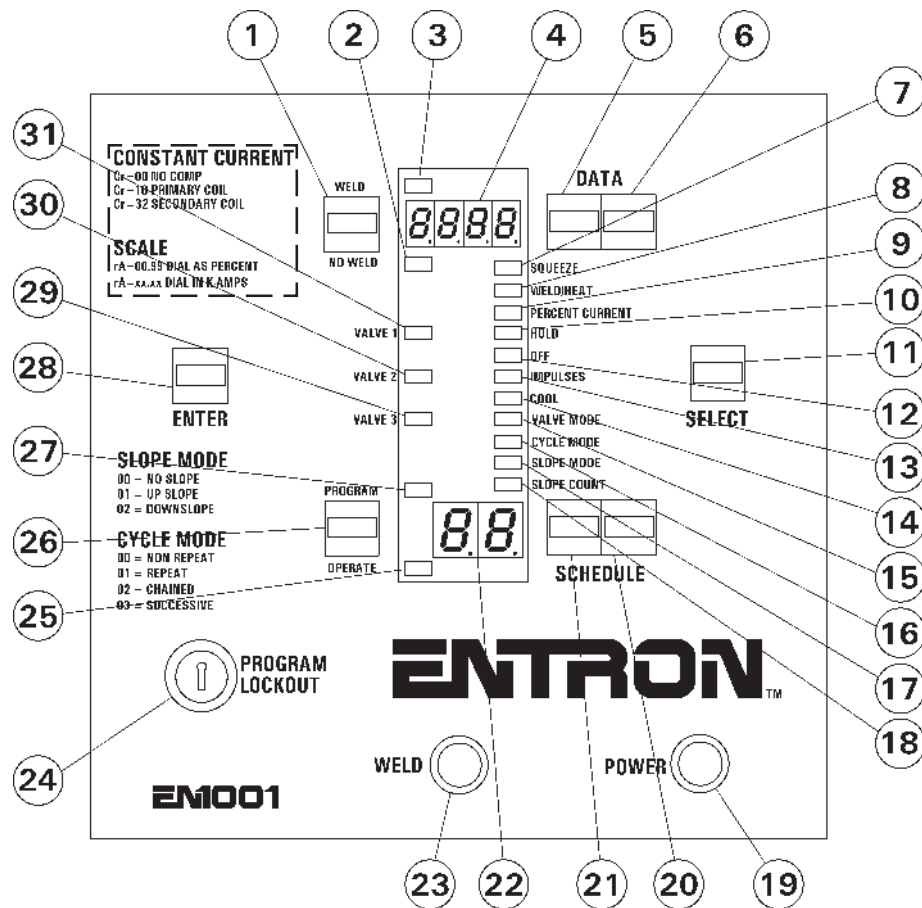 1
2
3
4
5
6
7
8
9
10
11
12
13
14
15
16
17
18
19
20
21
22
23
24
25
26
27
28
29
30
31
CONSTANT CURRENT
Cr-00 NO COMP
Cr-10 PRIMARY COIL
Cr-32 SECONDARY COIL
SCALE
rA-00.99 DIAL AS PERCENT
rA-xx.xx DIAL IN K AMPS
WELD
NO WELD
8.8.8.8.
DATA
SQUEEZE
WELD/HEAT
PERCENT CURRENT
HOLD
OFF
IMPULSES
COOL
VALVE MODE
CYCLE MODE
SLOPE MODE
SLOPE COUNT
VALVE 1
VALVE 2
VALVE 3
ENTER
SELECT
SLOPE MODE
00 - NO SLOPE
01 - UP SLOPE
02 = DOWNSLOPE
CYCLE MODE
00 = NON REPEAT
01 = REPEAT
02 - CHAINED
03 = SUCCESSIVE
PROGRAM
OPERATE
8.8.
SCHEDULE
PROGRAM
LOCKOUT
ENTRON™
WELD
POWER
EN1001